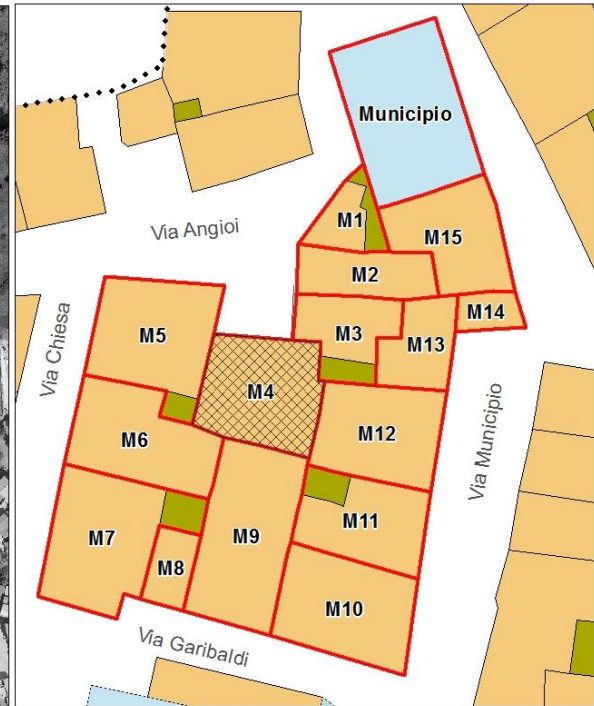 Municipio
M1
Via Angioi
M15
M2
M14
M3
M13
M5
Via Chiesa
M4
Via Municipio
M12
M6
M11
M9
M7
M8
M10
Via Garibaldi